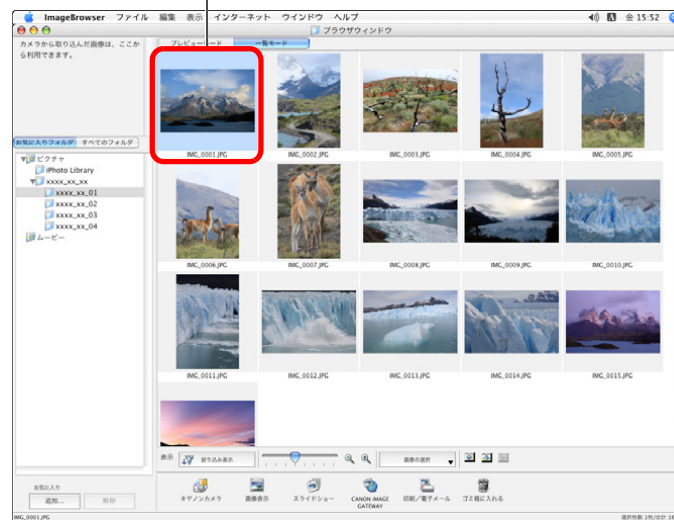 ImageBrowser ファイル 編集 表示 インターネット ウインドウ ヘルプ 金 15:52
ブラウザウィンドウ
カメラから取り込んだ画像は、ここか
ら利用できます。
プレビューモード 一覧モード
お気に入りフォルダ すべてのフォルダ
ピクチャ
iPhoto Library
xxxx_xx_xx
xxxx_xx_01
xxxx_xx_02
xxxx_xx_03
xxxx_xx_04
ムービー
IMG_0001.JPG IMG_0002.JPG IMG_0003.JPG IMG_0004.JPG IMG_0005.JPG
IMG_0006.JPG IMG_0007.JPG IMG_0008.JPG IMG_0009.JPG IMG_0010.JPG
IMG_0011.JPG IMG_0012.JPG IMG_0013.JPG IMG_0014.JPG IMG_0015.JPG
表示 絞り込み表示 画像の選択
お気に入り
追加... 解除
キヤノンカメラ 画像表示 スライドショー CANON iMAGE GATEWAY 印刷/電子メール ゴミ箱に入れる
IMG_0001.JPG